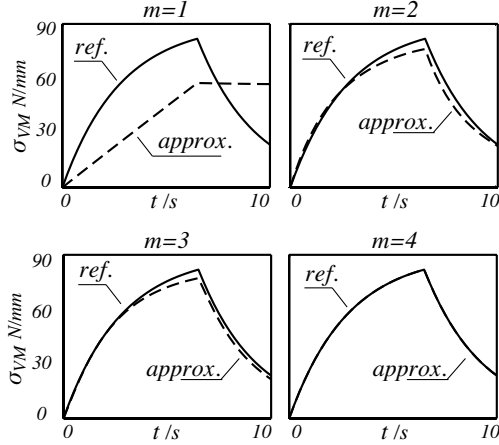 m=1
m=2
90
60
30
0
σVM N/mm
ref.
approx.
0
t /s
10
ref.
approx.
0
t /s
10
m=3
m=4
90
60
30
0
σVM N/mm
ref.
approx.
0
t /s
10
ref.
approx.
0
t /s
10